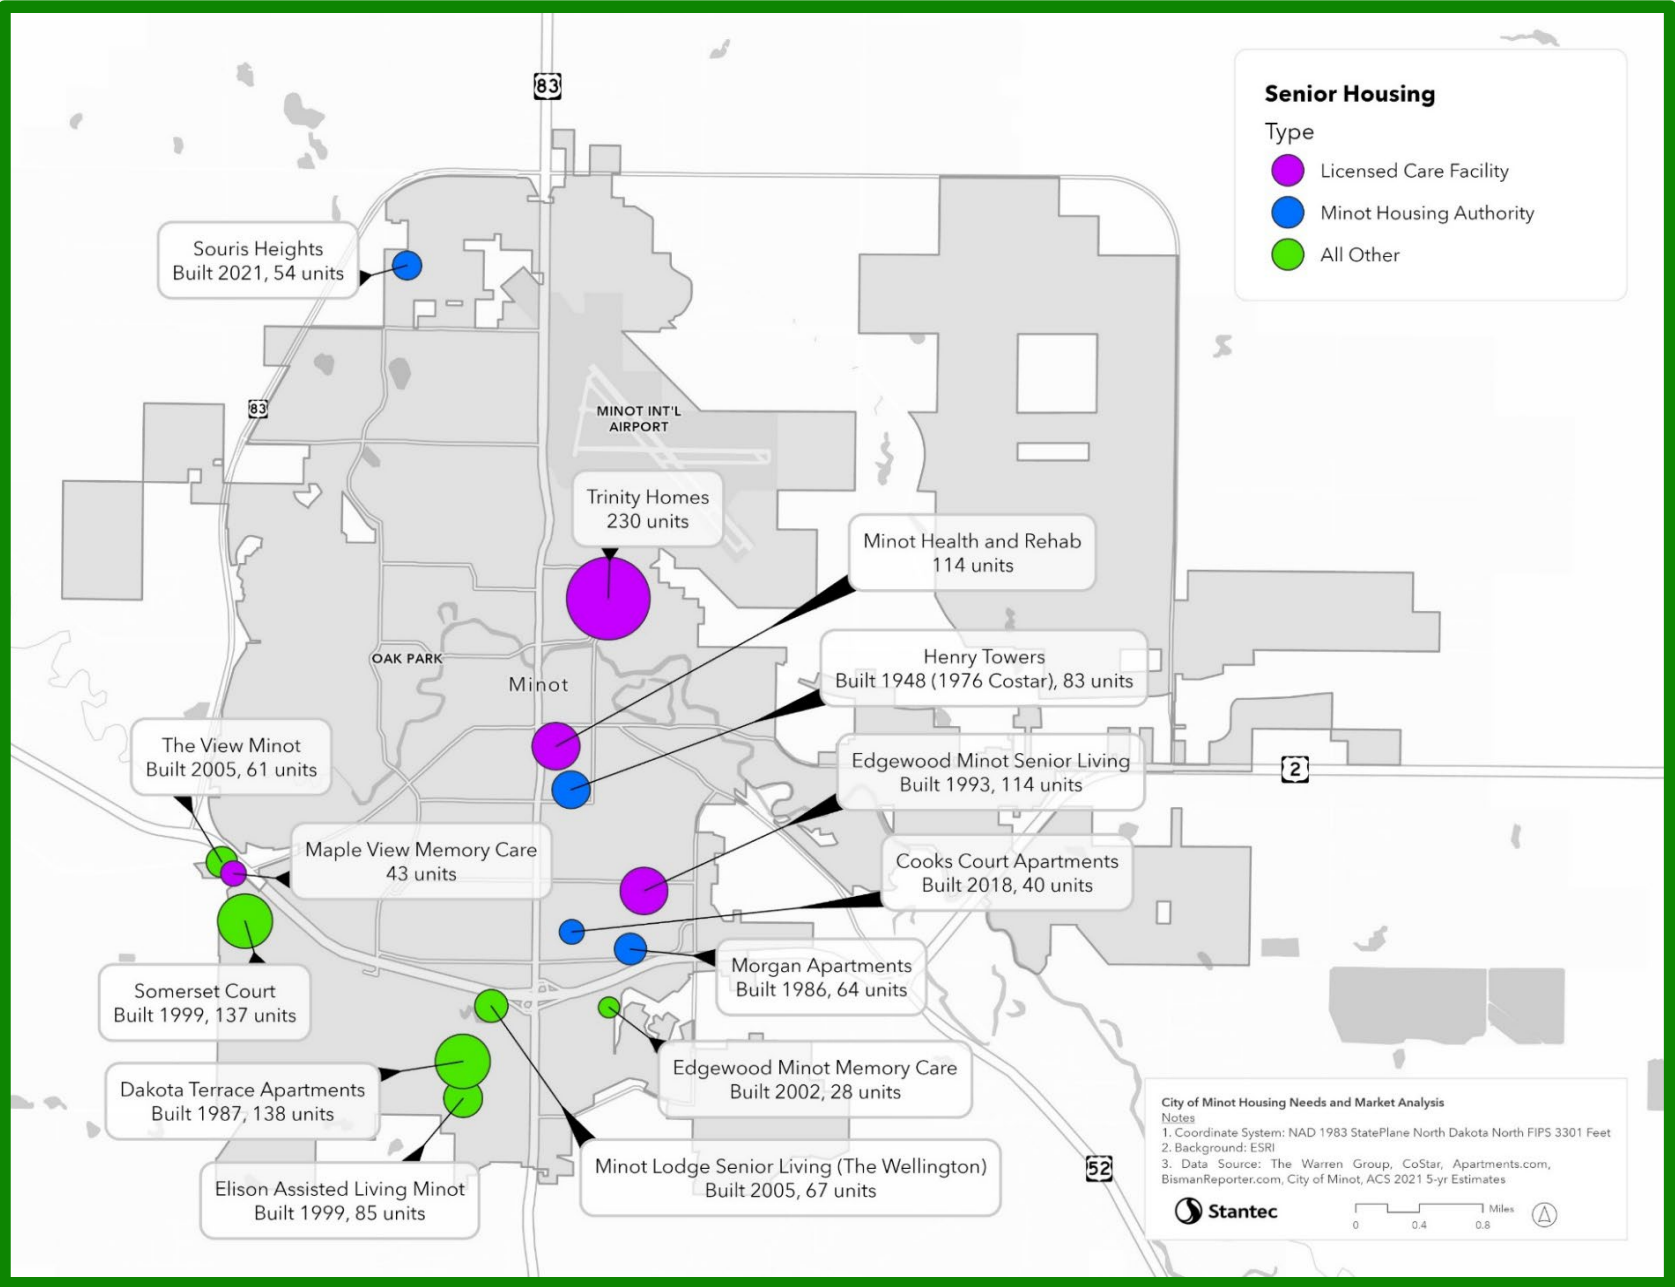 83
Senior Housing
Type
Licensed Care Facility
Minot Housing Authority
All Other
Souris Heights
Built 2021, 54 units
83
MINOT INT'L
AIRPORT
Trinity Homes
230 units
Minot Health and Rehab
114 units
OAK PARK
Minot
Henry Towers
Built 1948 (1976 Costar), 83 units
The View Minot
Built 2005, 61 units
Edgewood Minot Senior Living
Built 1993, 114 units
2
Maple View Memory Care
43 units
Cooks Court Apartments
Built 2018, 40 units
Morgan Apartments
Built 1986, 64 units
Somerset Court
Built 1999, 137 units
Edgewood Minot Memory Care
Built 2002, 28 units
Dakota Terrace Apartments
Built 1987, 138 units
Minot Lodge Senior Living (The Wellington)
Built 2005, 67 units
Elison Assisted Living Minot
Built 1999, 85 units
52
City of Minot Housing Needs and Market Analysis
Notes
1. Coordinate System: NAD 1983 StatePlane North Dakota North FIPS 3301 Feet
2. Background: ESRI
3. Data Source: The Warren Group, CoStar, Apartments.com,
BismanReporter.com, City of Minot, ACS 2021 5-yr Estimates
Stantec
Miles
0 0.4 0.8